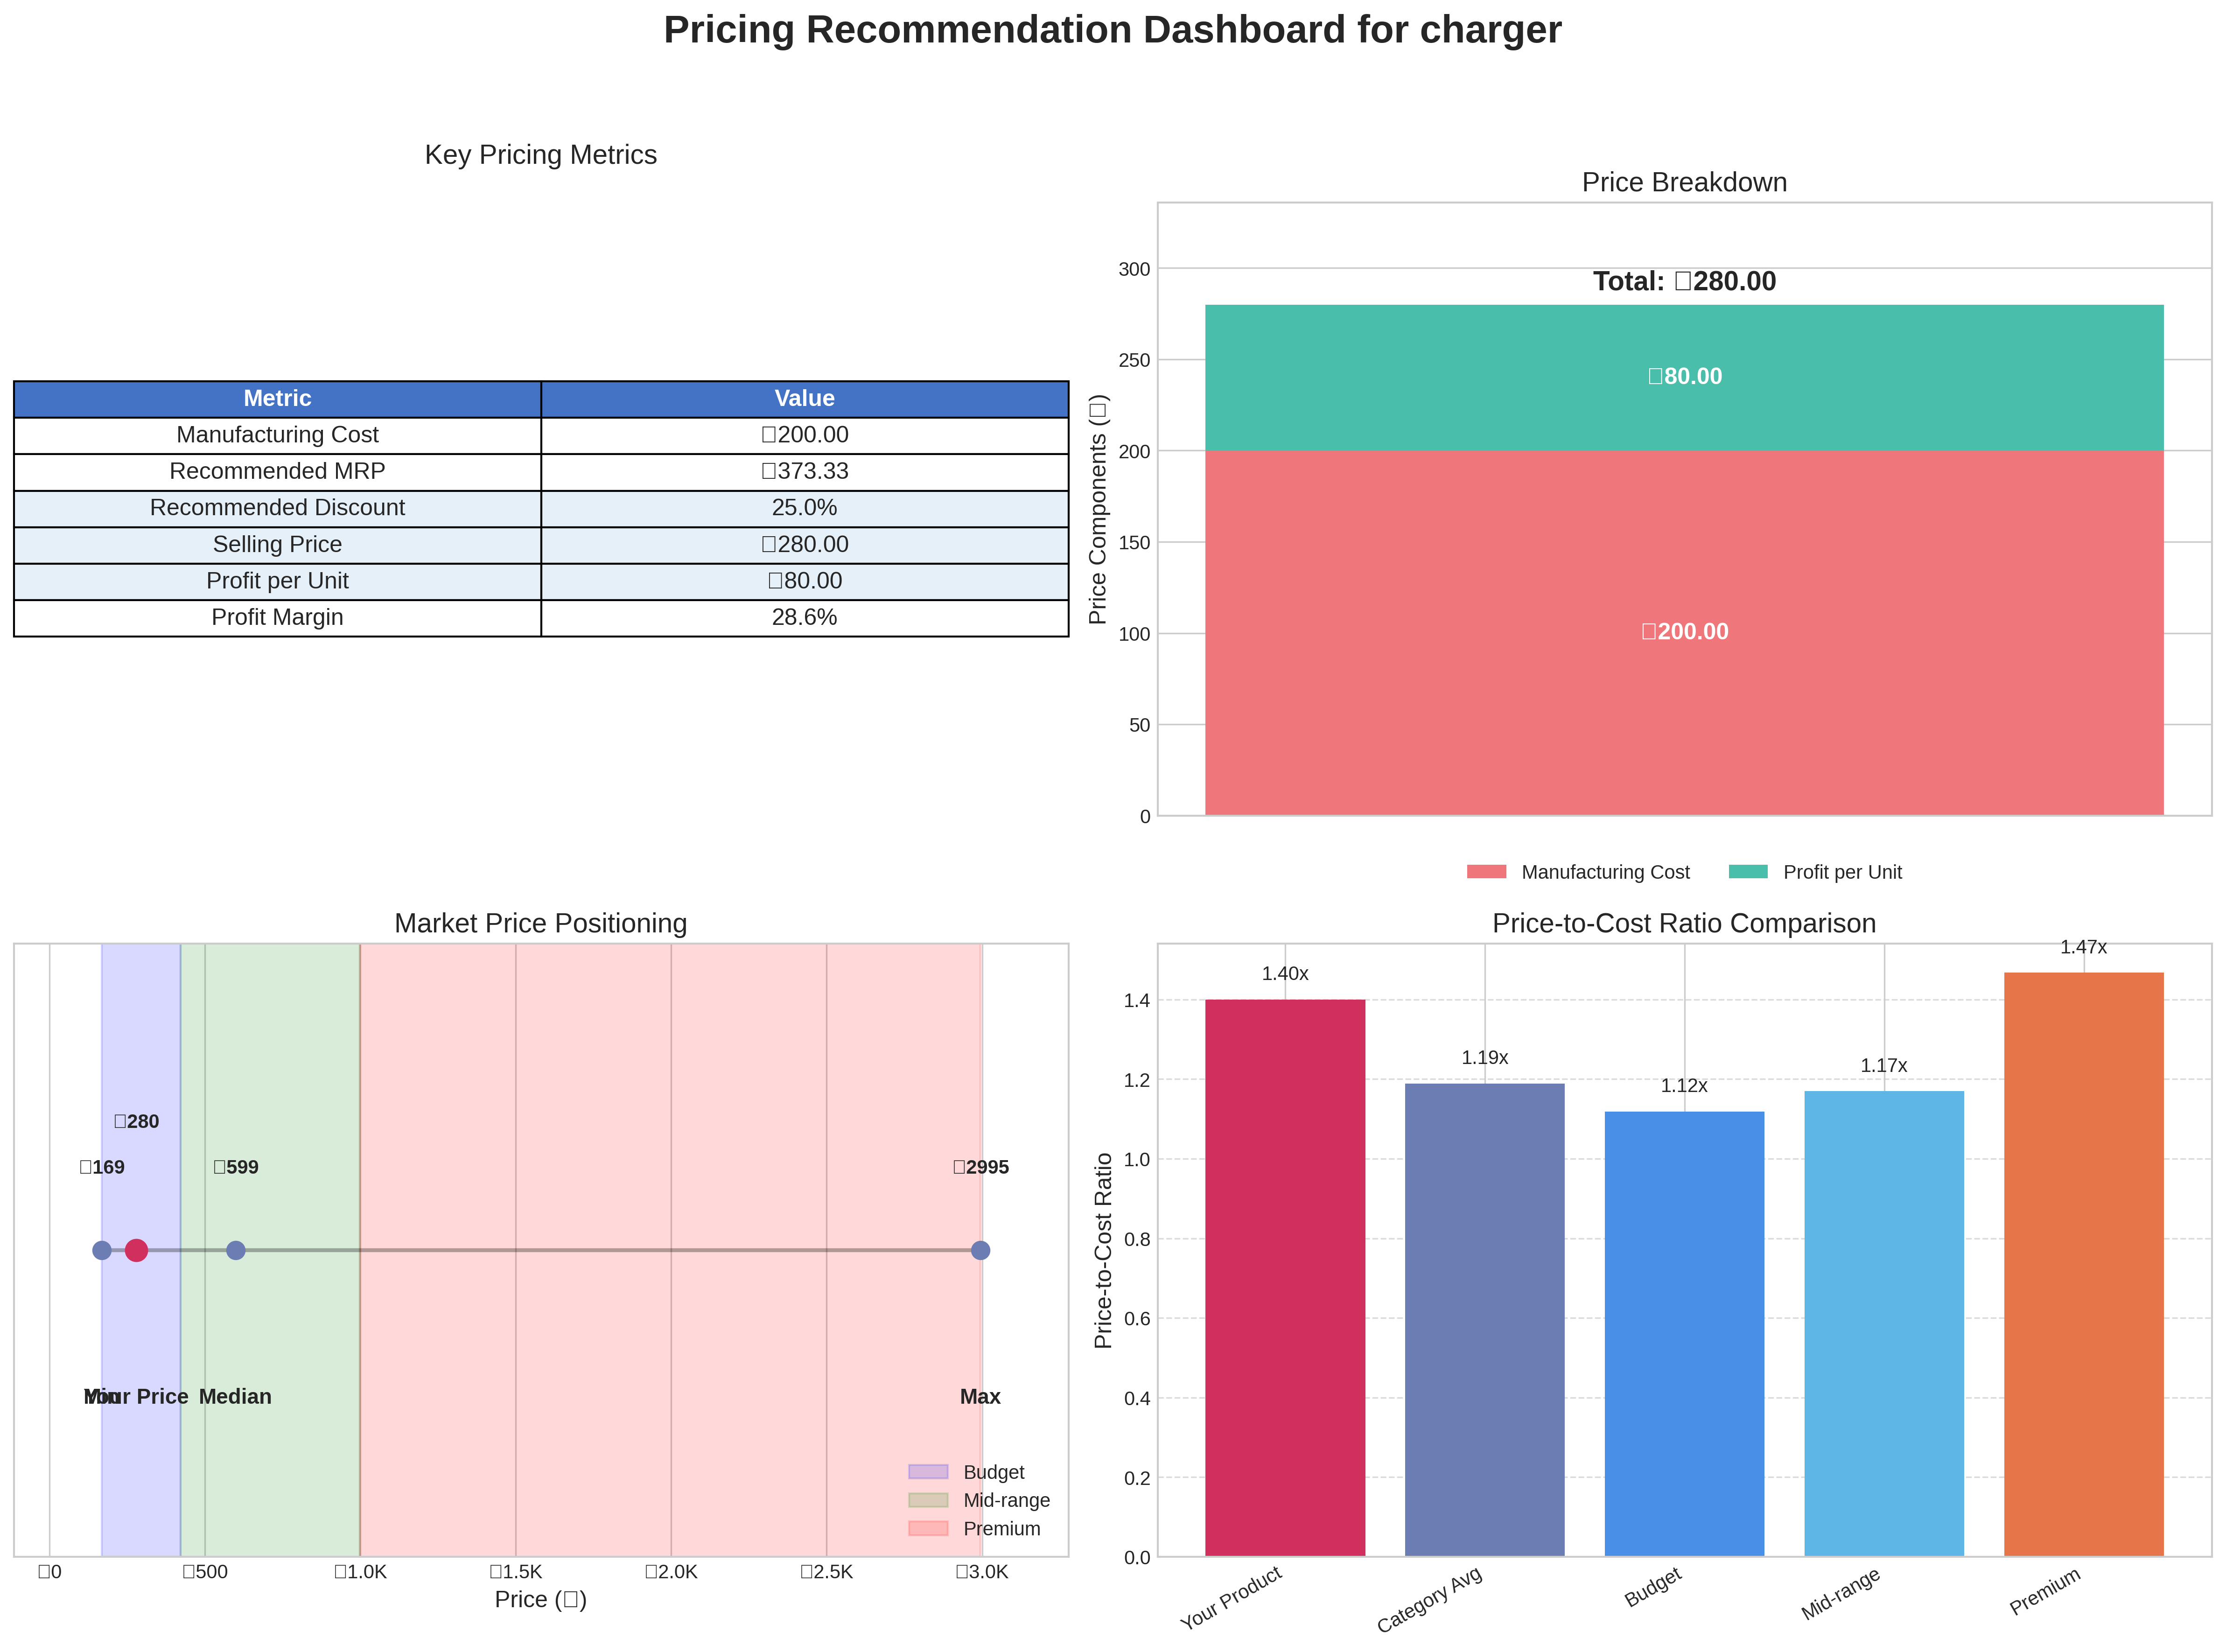 Pricing Recommendation Dashboard for charger
Key Pricing Metrics
Metric Value
Manufacturing Cost □200.00
Recommended MRP □373.33
Recommended Discount 25.0%
Selling Price □280.00
Profit per Unit □80.00
Profit Margin 28.6%
Price Breakdown
Price Components (□)
300
250
200
150
100
50
0
Total: □280.00
□80.00
□200.00
Manufacturing Cost Profit per Unit
Market Price Positioning
□280
□169 □599 □2995
Min Your Price Median Max
Budget
Mid-range
Premium
□0 □500 □1.0K □1.5K □2.0K □2.5K □3.0K
Price (□)
Price-to-Cost Ratio Comparison
Price-to-Cost Ratio
1.4
1.2
1.0
0.8
0.6
0.4
0.2
0.0
1.40x 1.19x 1.12x 1.17x 1.47x
Your Product Category Avg Budget Mid-range Premium